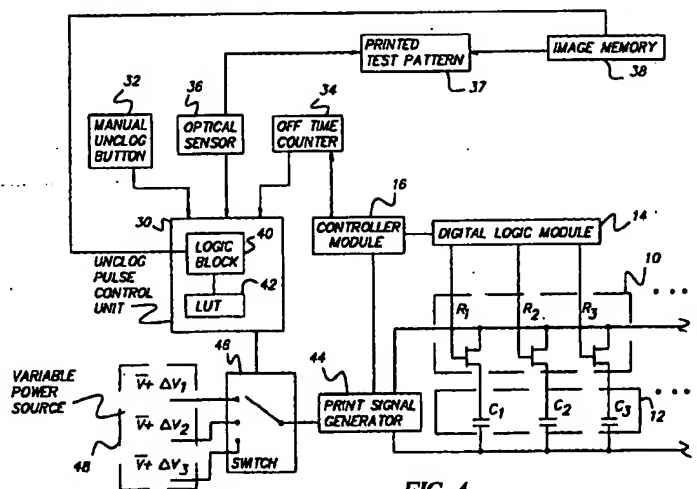 PRINTED
TEST PATTERN
37
IMAGE MEMORY
38
32
MANUAL
UNCLOG
BUTTON
36
OPTICAL
SENSOR
34
OFF TIME
COUNTER
16
CONTROLLER
MODULE
14
DIGITAL LOGIC MODULE
30
LOGIC
BLOCK
40
LUT
42
UNCLOG
PULSE
CONTROL
UNIT
10
R1
R2
R3
46
SWITCH
44
PRINT SIGNAL
GENERATOR
C1
C2
C3
12
VARIABLE
POWER
SOURCE
48
V̄+ ΔV1
V̄+ ΔV2
V̄+ ΔV3
FIG. 4